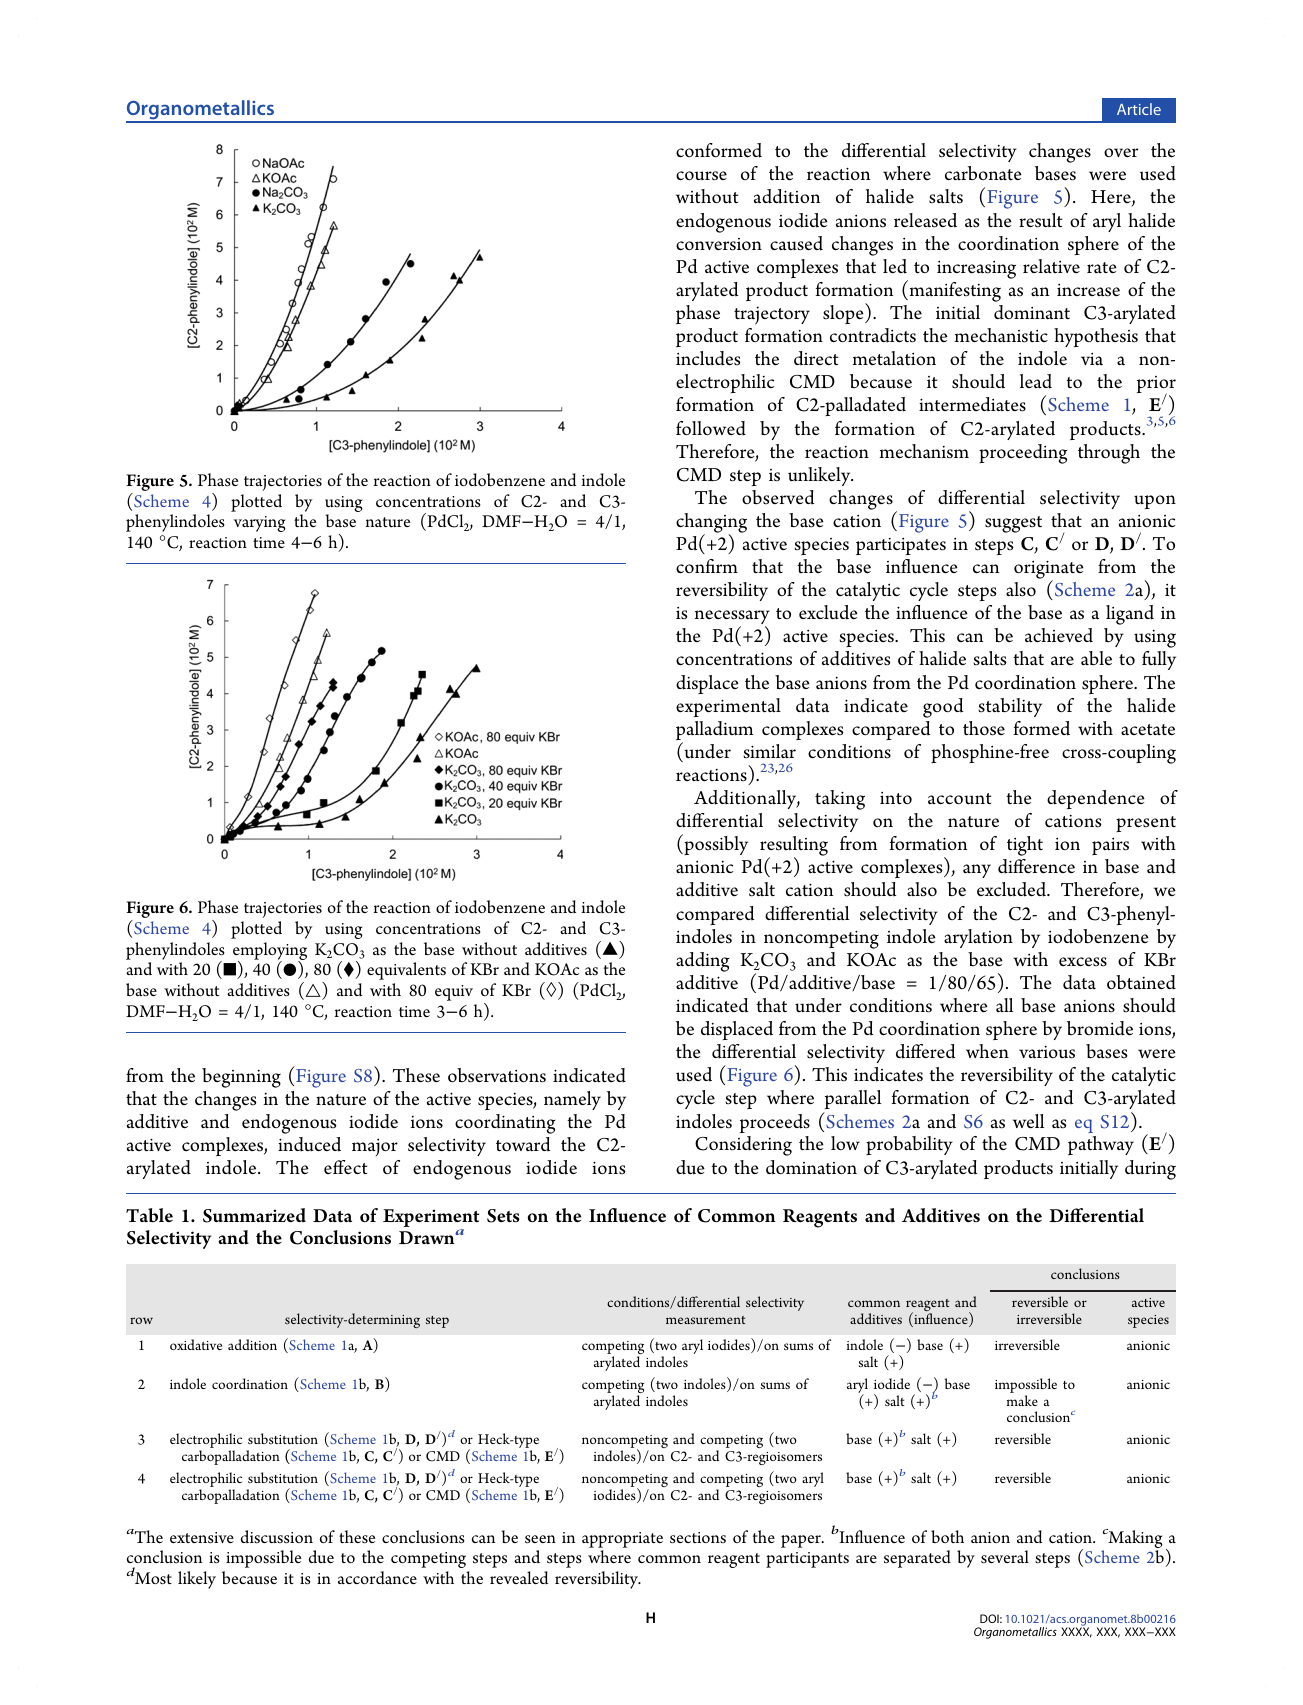 Organometallics
Article
8
7
6
5
4
3
2
1
0
0
1
2
3
4
[C2-phenylindole] (10² M)
[C3-phenylindole] (10² M)
○ NaOAc
△ KOAc
● Na₂CO₃
▲ K₂CO₃
Figure 5. Phase trajectories of the reaction of iodobenzene and indole
(Scheme 4) plotted by using concentrations of C2- and C3-
phenylindoles varying the base nature (PdCl₂, DMF−H₂O = 4/1,
140 °C, reaction time 4−6 h).
7
6
5
4
3
2
1
0
0
1
2
3
4
[C2-phenylindole] (10² M)
[C3-phenylindole] (10² M)
◇ KOAc, 80 equiv KBr
△ KOAc
◆ K₂CO₃, 80 equiv KBr
● K₂CO₃, 40 equiv KBr
■ K₂CO₃, 20 equiv KBr
▲ K₂CO₃
Figure 6. Phase trajectories of the reaction of iodobenzene and indole
(Scheme 4) plotted by using concentrations of C2- and C3-
phenylindoles employing K₂CO₃ as the base without additives (▲)
and with 20 (■), 40 (●), 80 (♦) equivalents of KBr and KOAc as the
base without additives (△) and with 80 equiv of KBr (◊) (PdCl₂,
DMF−H₂O = 4/1, 140 °C, reaction time 3−6 h).
from the beginning (Figure S8). These observations indicated
that the changes in the nature of the active species, namely by
additive and endogenous iodide ions coordinating the Pd
active complexes, induced major selectivity toward the C2-
arylated indole. The effect of endogenous iodide ions
conformed to the differential selectivity changes over the
course of the reaction where carbonate bases were used
without addition of halide salts (Figure 5). Here, the
endogenous iodide anions released as the result of aryl halide
conversion caused changes in the coordination sphere of the
Pd active complexes that led to increasing relative rate of C2-
arylated product formation (manifesting as an increase of the
phase trajectory slope). The initial dominant C3-arylated
product formation contradicts the mechanistic hypothesis that
includes the direct metalation of the indole via a non-
electrophilic CMD because it should lead to the prior
formation of C2-palladated intermediates (Scheme 1, E′)
followed by the formation of C2-arylated products.3,5,6
Therefore, the reaction mechanism proceeding through the
CMD step is unlikely.
The observed changes of differential selectivity upon
changing the base cation (Figure 5) suggest that an anionic
Pd(+2) active species participates in steps C, C′ or D, D′. To
confirm that the base influence can originate from the
reversibility of the catalytic cycle steps also (Scheme 2a), it
is necessary to exclude the influence of the base as a ligand in
the Pd(+2) active species. This can be achieved by using
concentrations of additives of halide salts that are able to fully
displace the base anions from the Pd coordination sphere. The
experimental data indicate good stability of the halide
palladium complexes compared to those formed with acetate
(under similar conditions of phosphine-free cross-coupling
reactions).23,26
Additionally, taking into account the dependence of
differential selectivity on the nature of cations present
(possibly resulting from formation of tight ion pairs with
anionic Pd(+2) active complexes), any difference in base and
additive salt cation should also be excluded. Therefore, we
compared differential selectivity of the C2- and C3-phenyl-
indoles in noncompeting indole arylation by iodobenzene by
adding K₂CO₃ and KOAc as the base with excess of KBr
additive (Pd/additive/base = 1/80/65). The data obtained
indicated that under conditions where all base anions should
be displaced from the Pd coordination sphere by bromide ions,
the differential selectivity differed when various bases were
used (Figure 6). This indicates the reversibility of the catalytic
cycle step where parallel formation of C2- and C3-arylated
indoles proceeds (Schemes 2a and S6 as well as eq S12).
Considering the low probability of the CMD pathway (E′)
due to the domination of C3-arylated products initially during
Table 1. Summarized Data of Experiment Sets on the Influence of Common Reagents and Additives on the Differential
Selectivity and the Conclusions Drawnᵃ
conclusions
row selectivity-determining step conditions/differential selectivity measurement common reagent and additives (influence) reversible or irreversible active species
1 oxidative addition (Scheme 1a, A) competing (two aryl iodides)/on sums of arylated indoles indole (−) base (+) salt (+) irreversible anionic
2 indole coordination (Scheme 1b, B) competing (two indoles)/on sums of arylated indoles aryl iodide (−) base (+) salt (+)ᵇ impossible to make a conclusionᶜ anionic
3 electrophilic substitution (Scheme 1b, D, D′)ᵈ or Heck-type carbopalladation (Scheme 1b, C, C′) or CMD (Scheme 1b, E′) noncompeting and competing (two indoles)/on C2- and C3-regioisomers base (+)ᵇ salt (+) reversible anionic
4 electrophilic substitution (Scheme 1b, D, D′)ᵈ or Heck-type carbopalladation (Scheme 1b, C, C′) or CMD (Scheme 1b, E′) noncompeting and competing (two aryl iodides)/on C2- and C3-regioisomers base (+)ᵇ salt (+) reversible anionic
ᵃThe extensive discussion of these conclusions can be seen in appropriate sections of the paper. ᵇInfluence of both anion and cation. ᶜMaking a
conclusion is impossible due to the competing steps and steps where common reagent participants are separated by several steps (Scheme 2b).
ᵈMost likely because it is in accordance with the revealed reversibility.
H
DOI: 10.1021/acs.organomet.8b00216
Organometallics XXXX, XXX, XXX−XXX